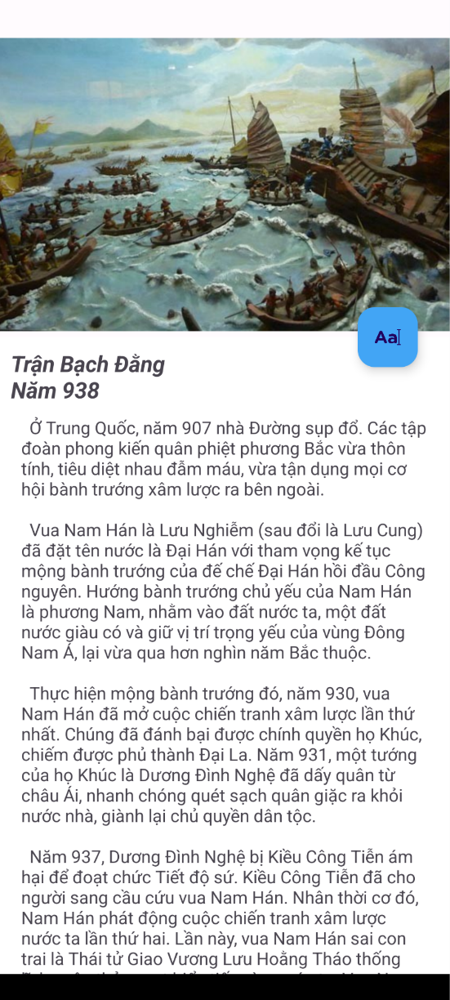 Aa
Trận Bạch Đằng
Năm 938
Ở Trung Quốc, năm 907 nhà Đường sụp đổ. Các tập
đoàn phong kiến quân phiệt phương Bắc vừa thôn
tính, tiêu diệt nhau đẫm máu, vừa tận dụng mọi cơ
hội bành trướng xâm lược ra bên ngoài.
Vua Nam Hán là Lưu Nghiễm (sau đổi là Lưu Cung)
đã đặt tên nước là Đại Hán với tham vọng kế tục
mộng bành trướng của đế chế Đại Hán hồi đầu Công
nguyên. Hướng bành trướng chủ yếu của Nam Hán
là phương Nam, nhằm vào đất nước ta, một đất
nước giàu có và giữ vị trí trọng yếu của vùng Đông
Nam Á, lại vừa qua hơn nghìn năm Bắc thuộc.
Thực hiện mộng bành trướng đó, năm 930, vua
Nam Hán đã mở cuộc chiến tranh xâm lược lần thứ
nhất. Chúng đã đánh bại được chính quyền họ Khúc,
chiếm được phủ thành Đại La. Năm 931, một tướng
của họ Khúc là Dương Đình Nghệ đã dấy quân từ
châu Ái, nhanh chóng quét sạch quân giặc ra khỏi
nước nhà, giành lại chủ quyền dân tộc.
Năm 937, Dương Đình Nghệ bị Kiều Công Tiễn ám
hại để đoạt chức Tiết độ sứ. Kiều Công Tiễn đã cho
người sang cầu cứu vua Nam Hán. Nhân thời cơ đó,
Nam Hán phát động cuộc chiến tranh xâm lược
nước ta lần thứ hai. Lần này, vua Nam Hán sai con
trai là Thái tử Giao Vương Lưu Hoằng Tháo thống